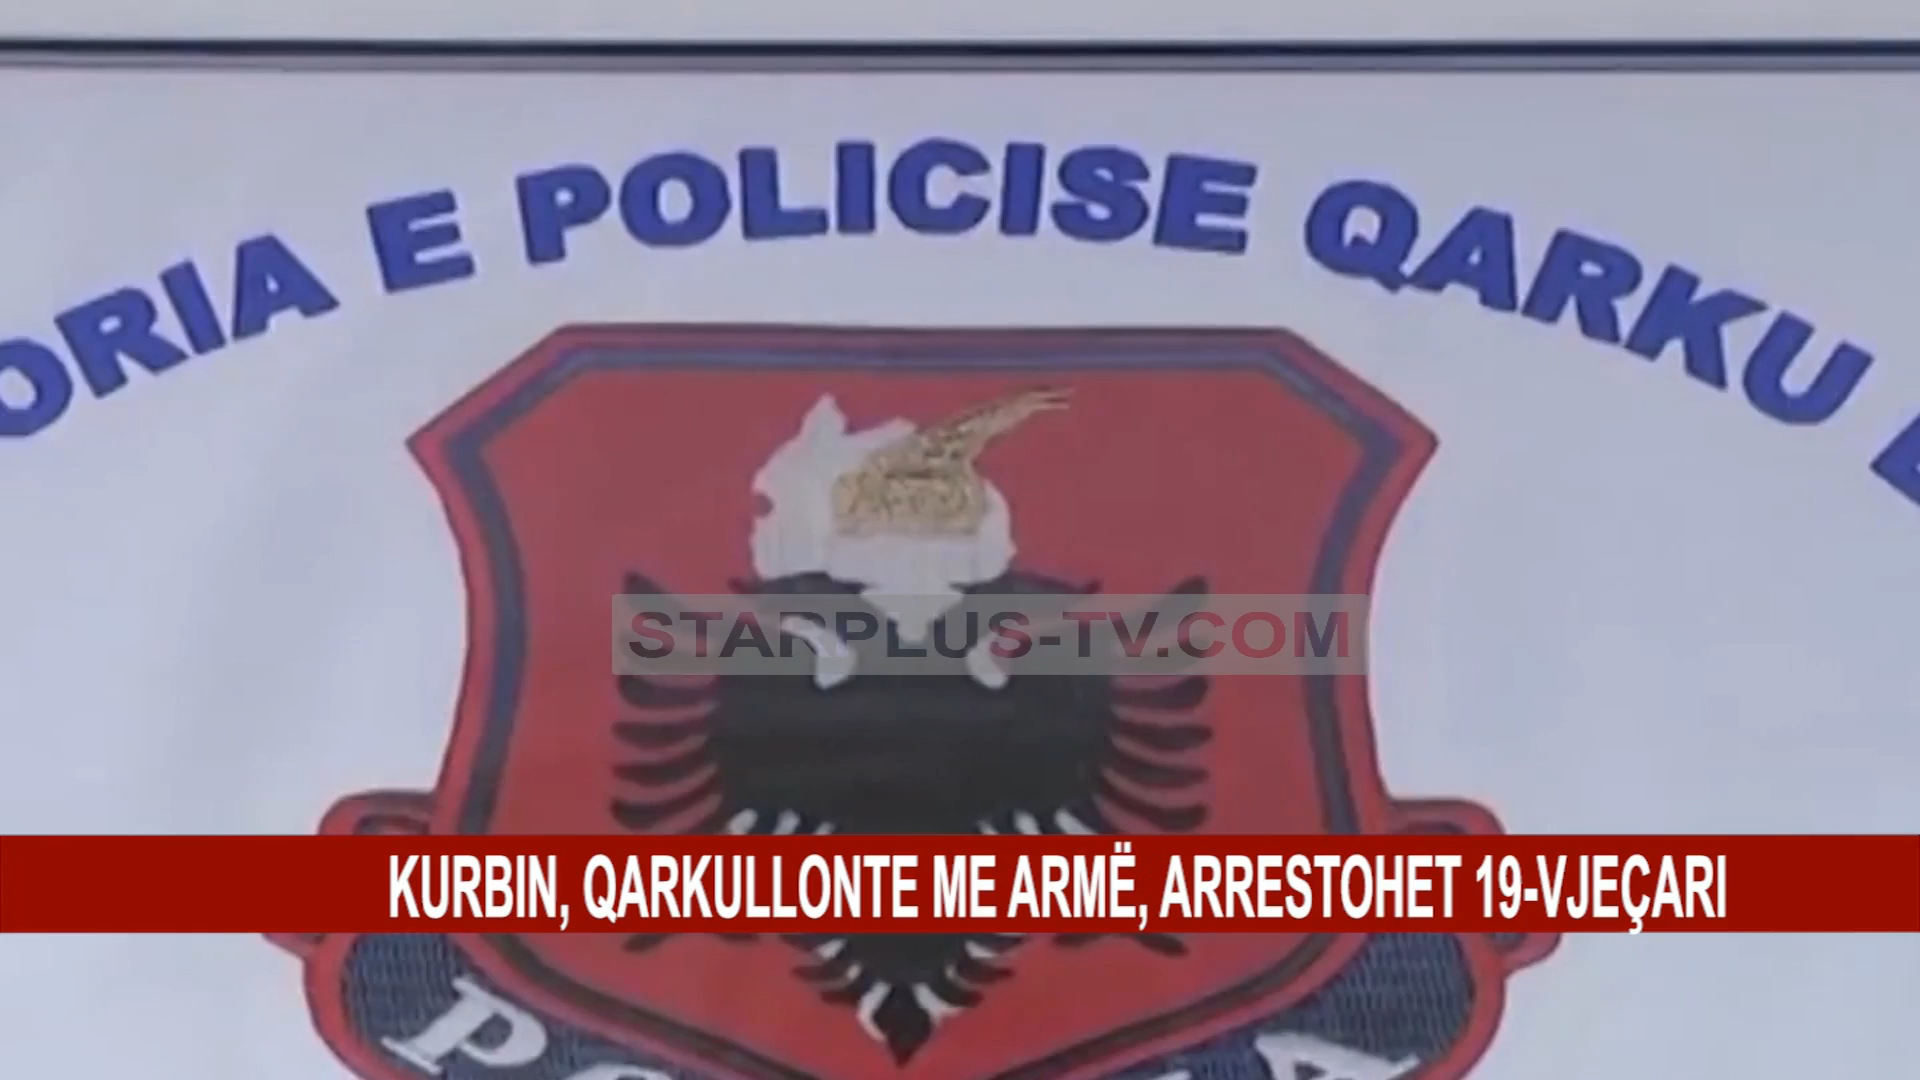 ORIA E POLICISE QARKU
STARPLUS-TV.COM
KURBIN, QARKULLONTE ME ARMË, ARRESTOHET 19-VJEÇARI